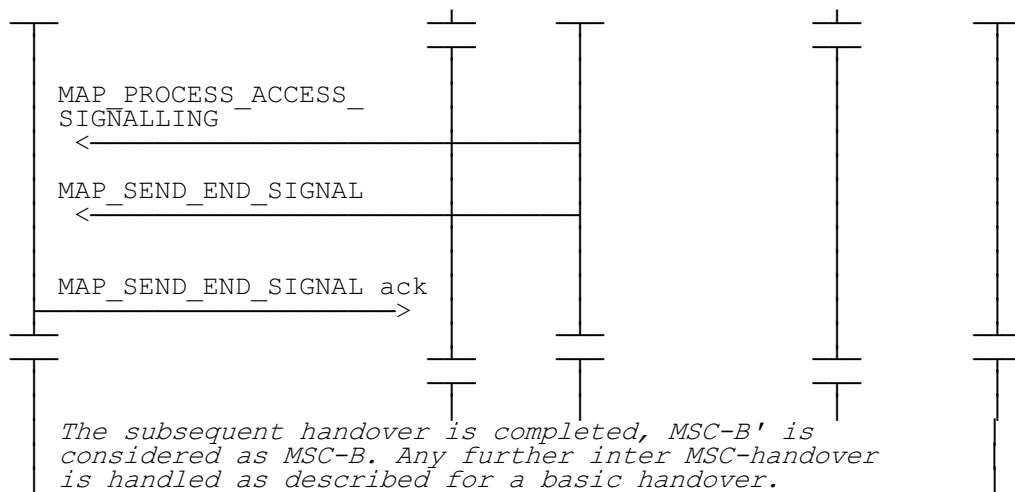 MAP_PROCESS_ACCESS_
SIGNALLING
MAP_SEND_END_SIGNAL
MAP_SEND_END_SIGNAL ack
The subsequent handover is completed, MSC-B' is
considered as MSC-B. Any further inter MSC-handover
is handled as described for a basic handover.